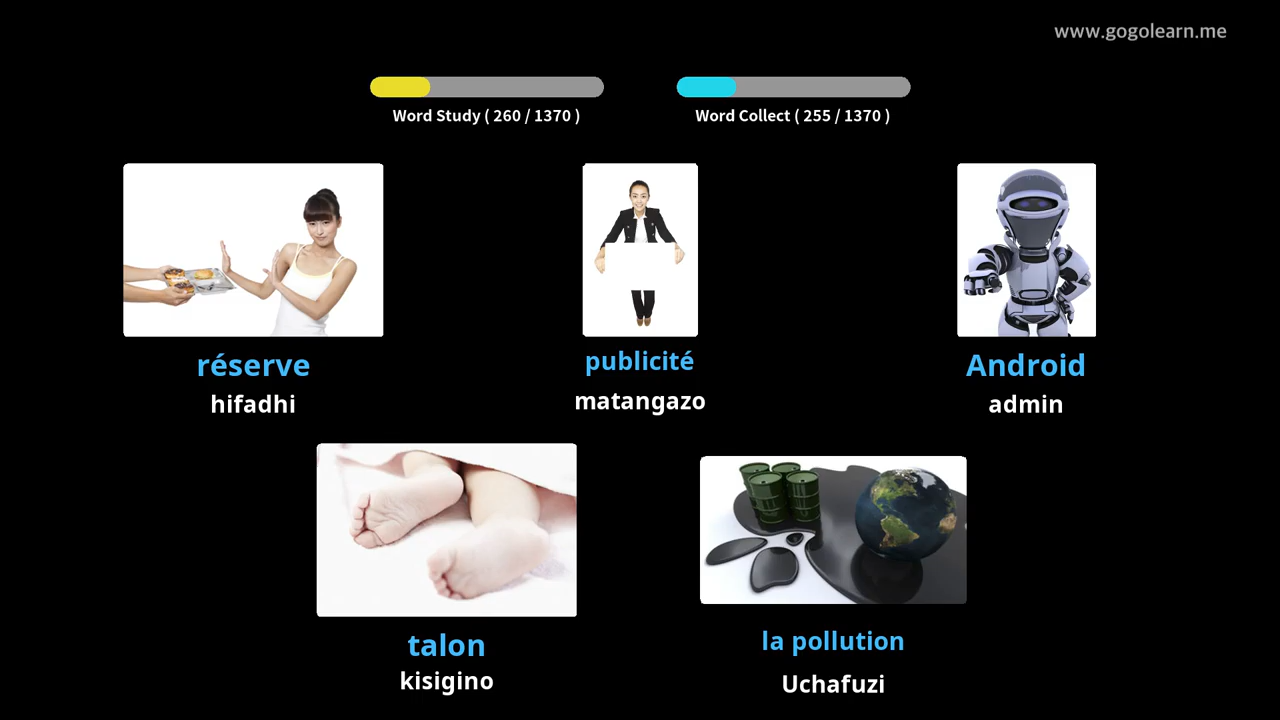 www.gogolearn.me
Word Study ( 260 / 1370 )
Word Collect ( 255 / 1370 )
réserve
hifadhi
publicité
matangazo
Android
admin
talon
kisigino
la pollution
Uchafuzi